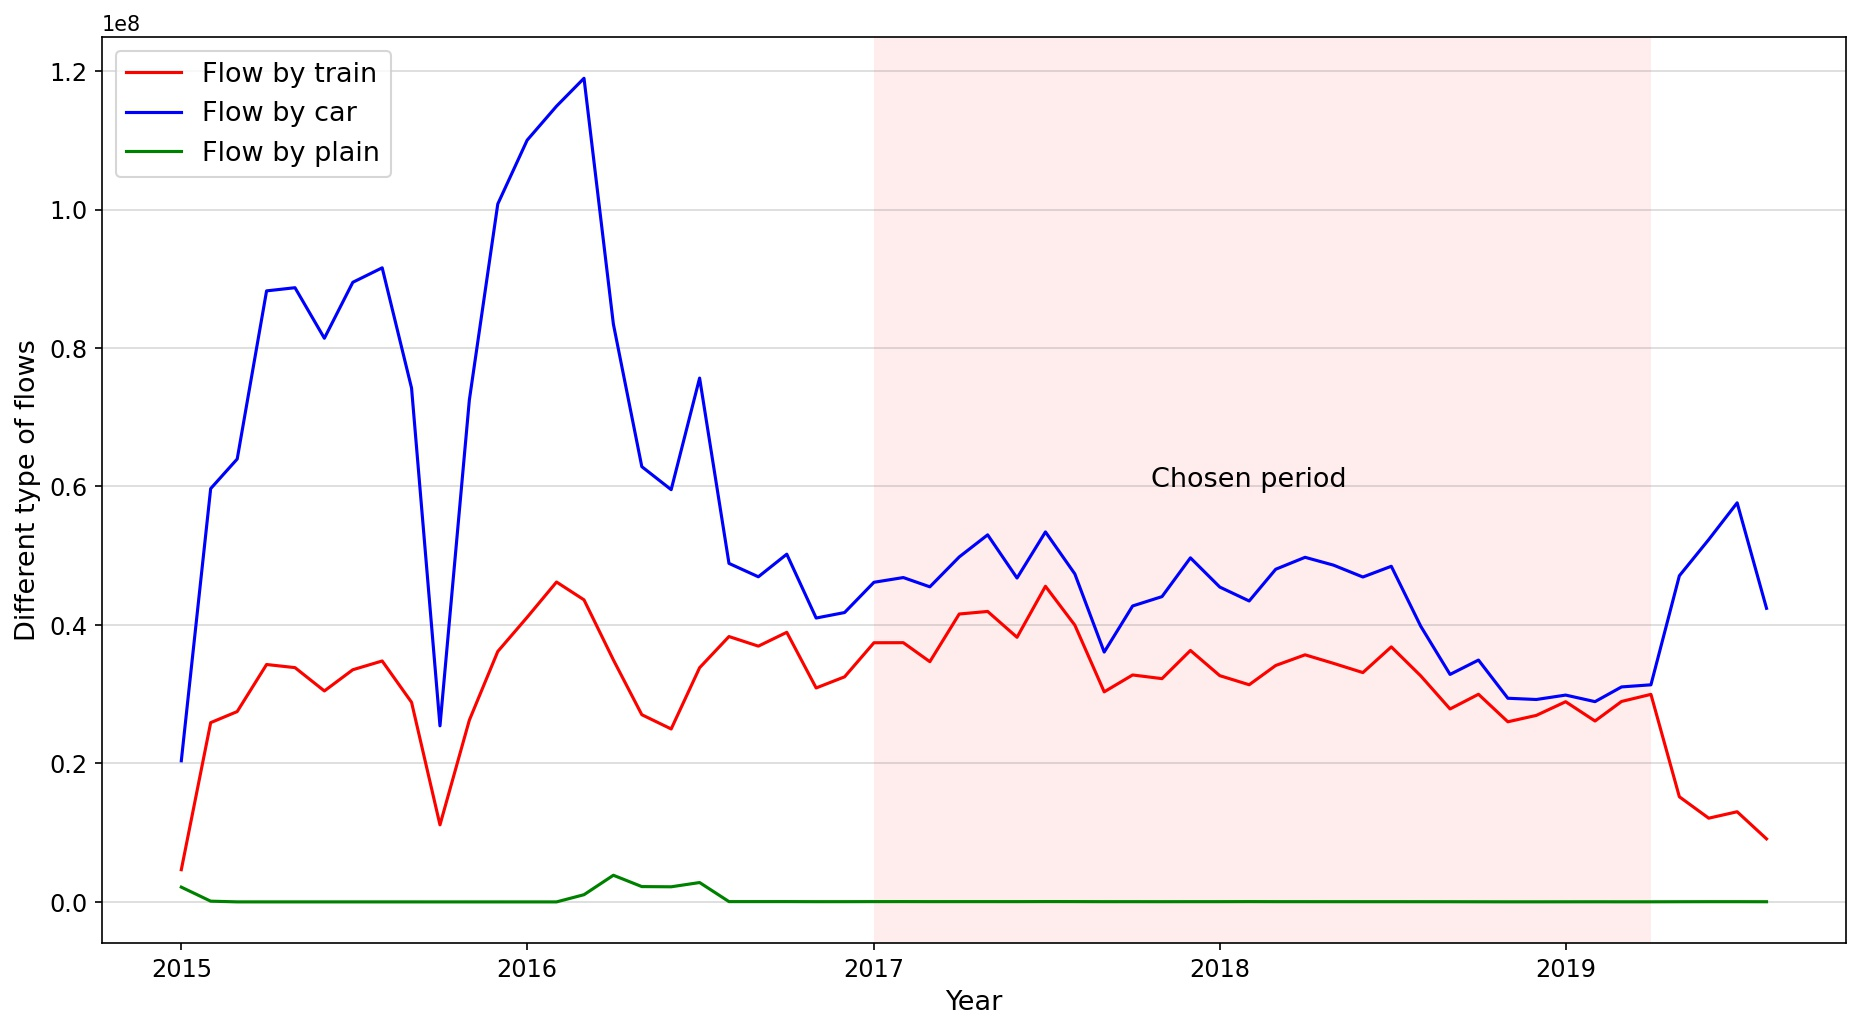 1e8
Flow by train
Flow by car
Flow by plain
1.2
1.0
0.8
0.6
0.4
0.2
0.0
Different type of flows
Chosen period
2015 2016 2017 2018 2019
Year